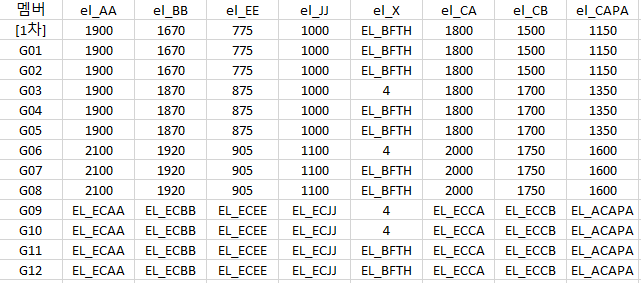 멤버 el_AA el_BB el_EE el_JJ el_X el_CA el_CB el_CAPA
[1차] 1900 1670 775 1000 EL_BFTH 1800 1500 1150
G01 1900 1670 775 1000 EL_BFTH 1800 1500 1150
G02 1900 1670 775 1000 EL_BFTH 1800 1500 1150
G03 1900 1870 875 1000 4 1800 1700 1350
G04 1900 1870 875 1000 EL_BFTH 1800 1700 1350
G05 1900 1870 875 1000 EL_BFTH 1800 1700 1350
G06 2100 1920 905 1100 4 2000 1750 1600
G07 2100 1920 905 1100 EL_BFTH 2000 1750 1600
G08 2100 1920 905 1100 EL_BFTH 2000 1750 1600
G09 EL_ECAA EL_ECBB EL_ECEE EL_ECJJ 4 EL_ECCA EL_ECCB EL_ACAPA
G10 EL_ECAA EL_ECBB EL_ECEE EL_ECJJ 4 EL_ECCA EL_ECCB EL_ACAPA
G11 EL_ECAA EL_ECBB EL_ECEE EL_ECJJ EL_BFTH EL_ECCA EL_ECCB EL_ACAPA
G12 EL_ECAA EL_ECBB EL_ECEE EL_ECJJ EL_BFTH EL_ECCA EL_ECCB EL_ACAPA